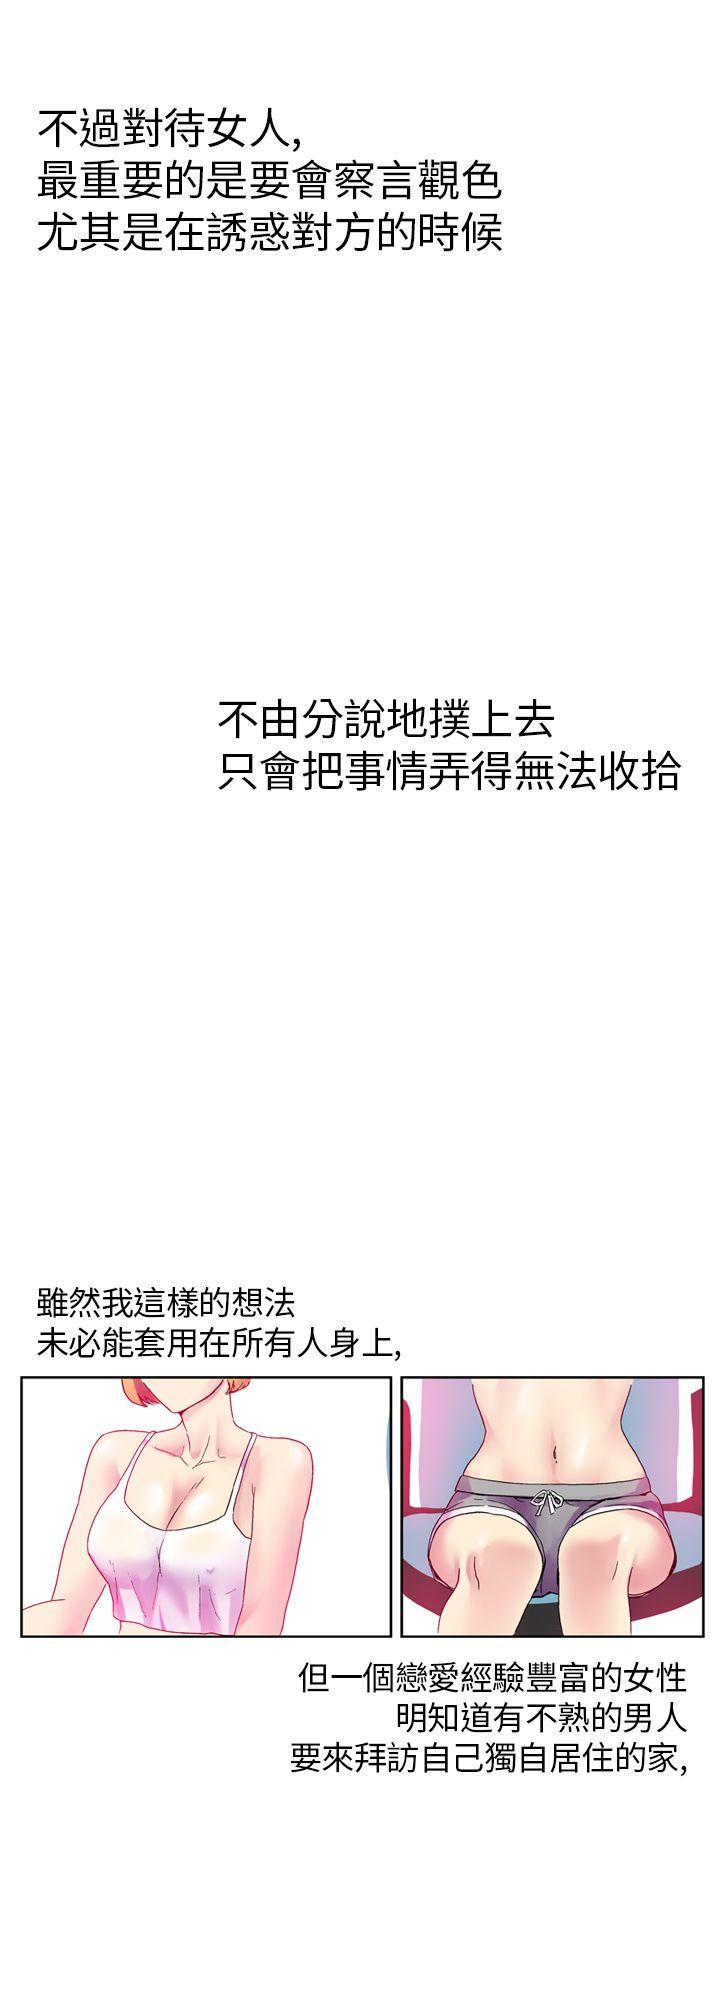 不過對待女人,
最重要的是要會察言觀色
尤其是在誘惑對方的時候
不由分說地撲上去
只會把事情弄得無法收拾
雖然我這樣的想法
未必能套用在所有人身上,
但一個戀愛經驗豐富的女性
明知道有不熟的男人
要來拜訪自己獨自居住的家,